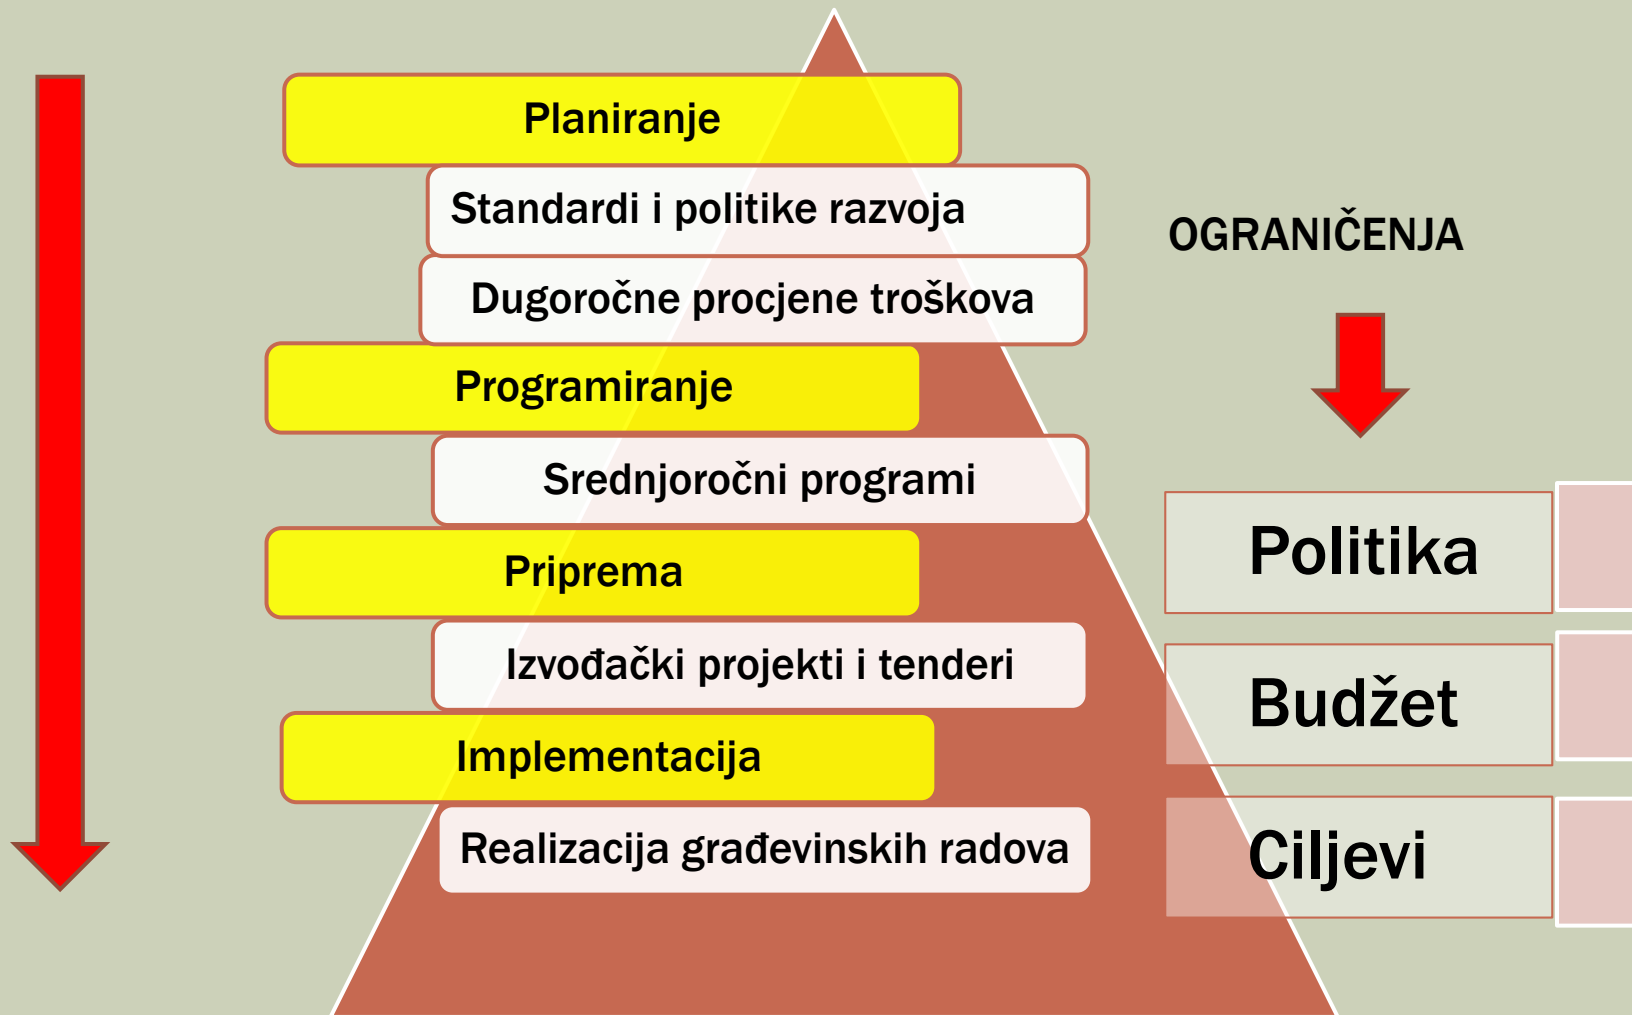 Planiranje
Standardi i politike razvoja
Dugoročne procjene troškova
Programiranje
Srednjoročni programi
Priprema
Izvođački projekti i tenderi
Implementacija
Realizacija građevinskih radova
OGRANIČENJA
Politika
Budžet
Ciljevi